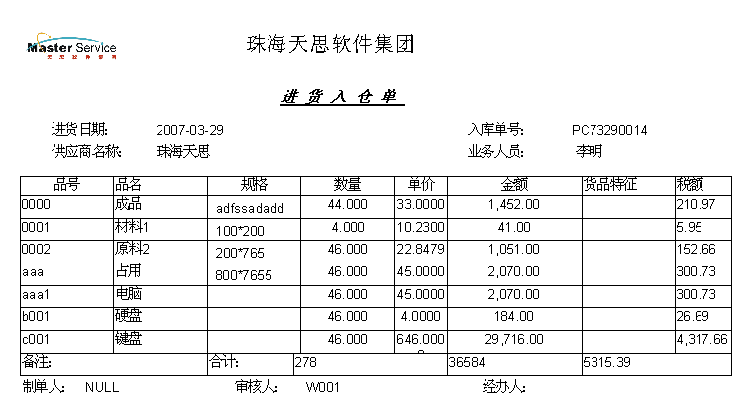 Master Service
珠海天思软件集团
进货入仓单
进货日期: 2007-03-29 入库单号: PC73290014
供应商名称: 珠海天思 业务人员: 李明
品号 品名 规格 数量 单价 金额 货品特征 税额
0000 成品 adfssadadd 44.000 33.0000 1,452.00 210.97
0001 材料1 100*200 4.000 10.2300 41.00 5.95
0002 原料2 200*765 46.000 22.8479 1,051.00 152.66
aaa 占用 800*7655 46.000 45.0000 2,070.00 300.73
aaa1 电脑 46.000 45.0000 2,070.00 300.73
b001 硬盘 46.000 4.0000 184.00 26.69
c001 键盘 46.000 646.000 29,716.00 4,317.66
备注: 合计: 278 36584 5315.39
制单人: NULL 审核人: W001 经办人: